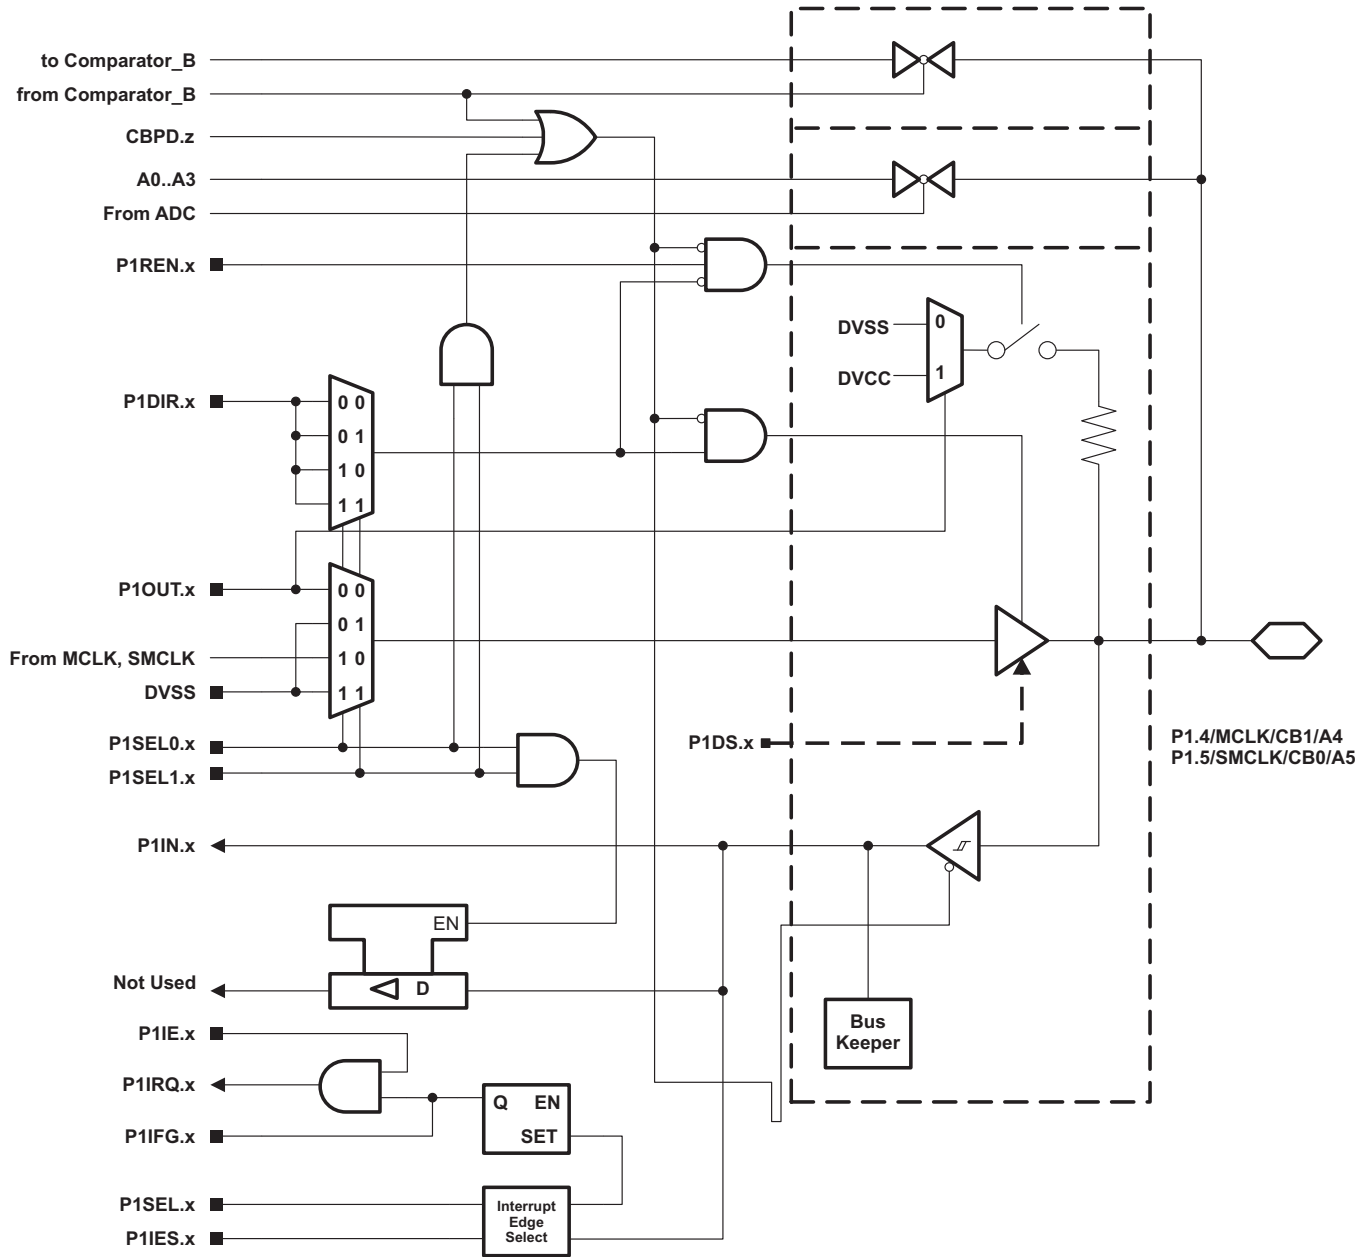 to Comparator_B
from Comparator_B
CBPD.z
A0..A3
From ADC
P1REN.x
DVSS
0
DVCC
1
P1DIR.x
0 0
0 1
1 0
1 1
P1OUT.x
0 0
0 1
From MCLK, SMCLK
1 0
DVSS
1 1
P1SEL0.x
P1SEL1.x
P1DS.x
P1.4/MCLK/CB1/A4
P1.5/SMCLK/CB0/A5
P1IN.x
EN
Not Used
D
Bus
Keeper
P1IE.x
P1IRQ.x
Q EN
SET
P1IFG.x
P1SEL.x
P1IES.x
Interrupt
Edge
Select